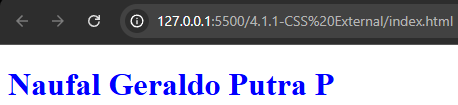 127.0.0.1:5500/4.1.1-CSS%20External/index.html
Naufal Geraldo Putra P